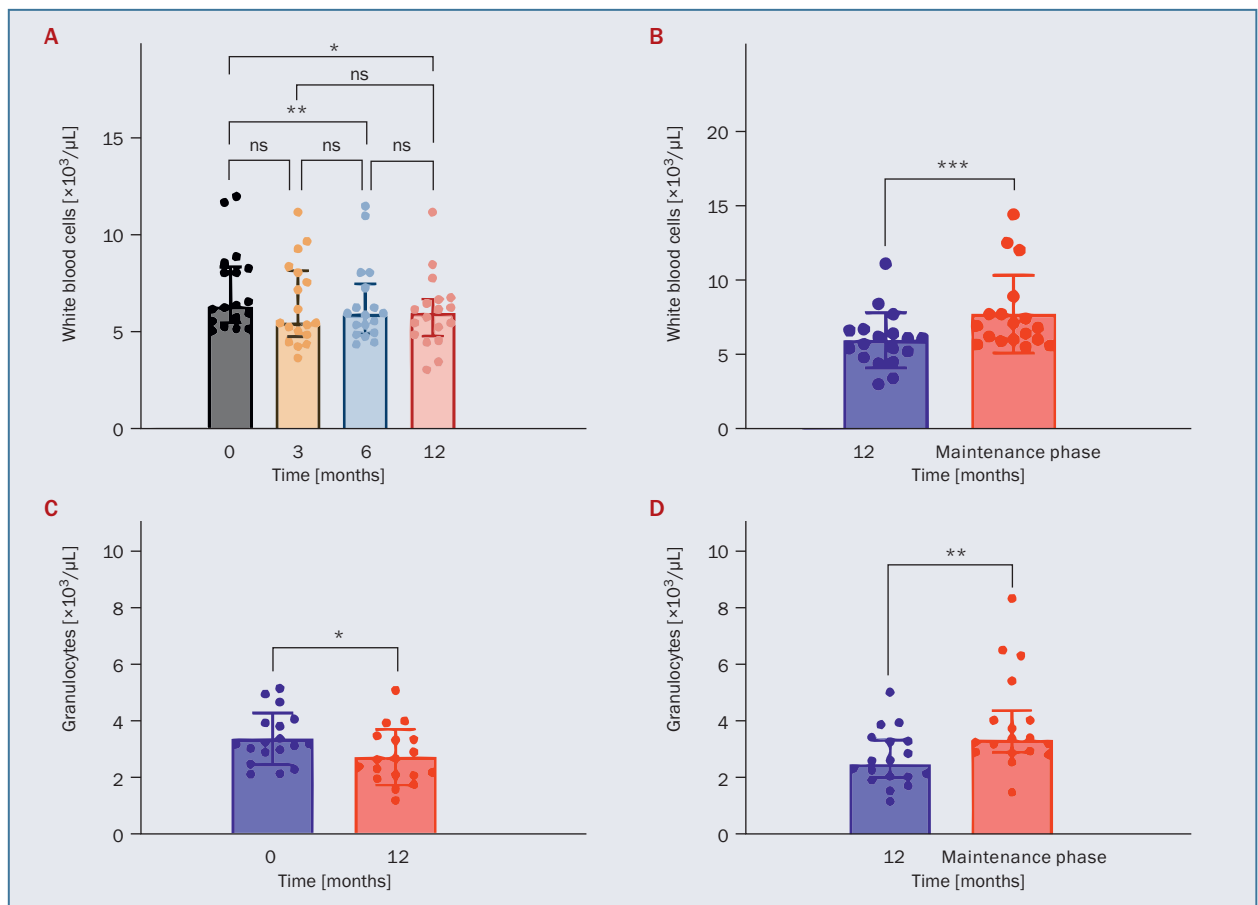 A
White blood cells [×10³/µL]
15
10
5
0
*
ns
**
ns
ns
ns
0 3 6 12
Time [months]
B
White blood cells [×10³/µL]
20
15
10
5
0
***
12 Maintenance phase
Time [months]
C
Granulocytes [×10³/µL]
10
8
6
4
2
0
*
0 12
Time [months]
D
Granulocytes [×10³/µL]
10
8
6
4
2
0
**
12 Maintenance phase
Time [months]